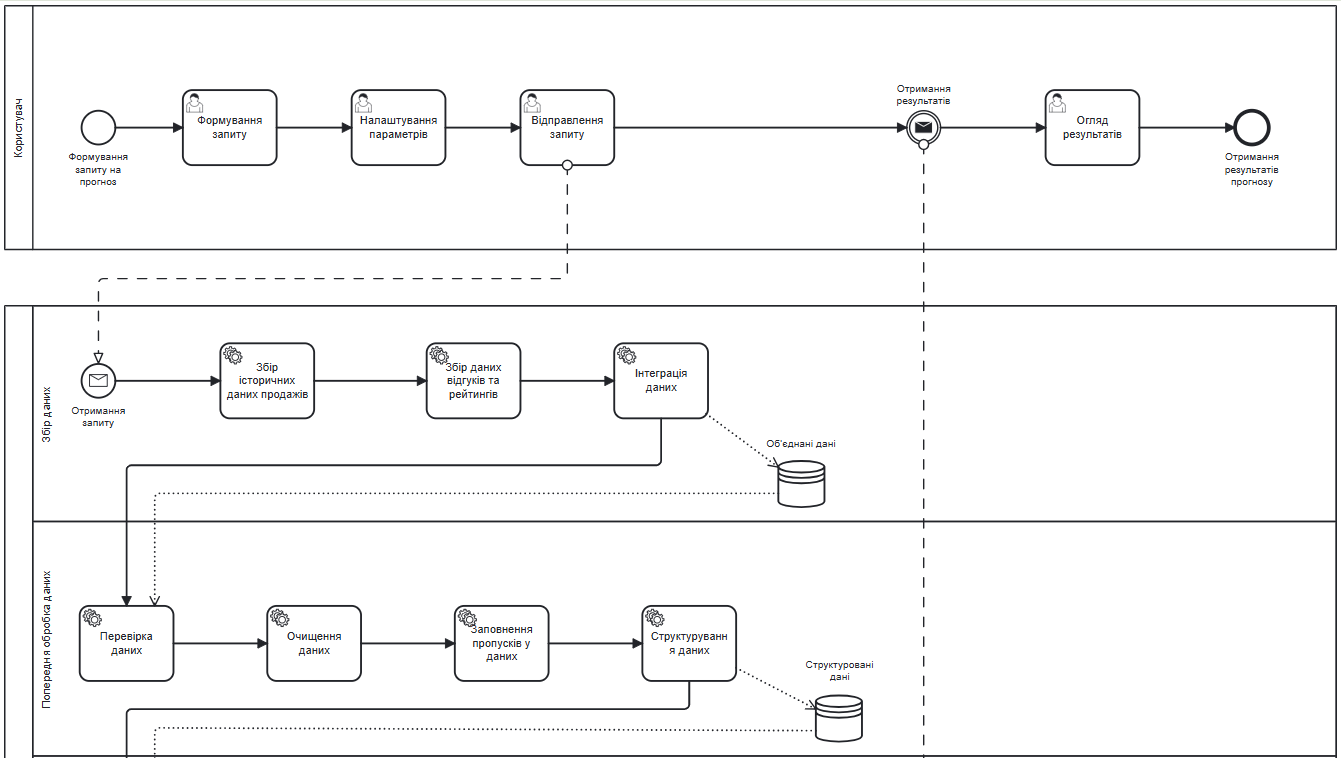 Користувач
Формування
запиту на
прогноз
Формування
запиту
Налаштування
параметрів
Відправлення
запиту
Отримання
результатів
Огляд
результатів
Отримання
результатів
прогнозу
Збір даних
Отримання
запиту
Збір
історичних
даних продажів
Збір даних
відгуків та
рейтингів
Інтеграція
даних
Об'єднані дані
Попередня обробка даних
Перевірка
даних
Очищення
даних
Заповнення
пропусків у
даних
Структуруванн
я даних
Структуровані
дані